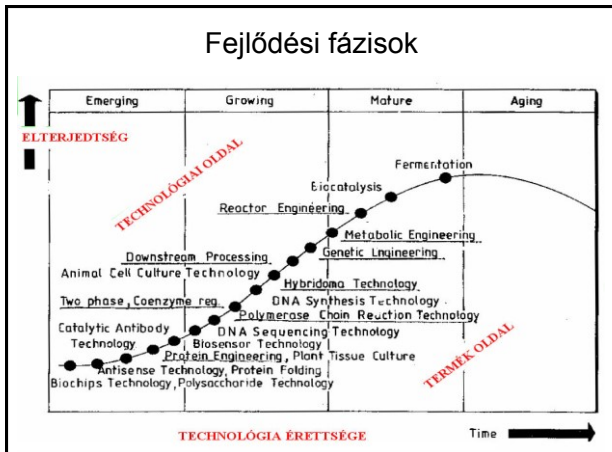 Fejlődési fázisok
Emerging
Growing
Mature
Aging
ELTERJEDTSÉG
TECHNOLÓGIAI OLDAL
Fermentation
Biocatalysis
Reactor Engineering
Metabolic Engineering
Genetic Engineering
Downstream Processing
Animal Cell Culture Technology
Hybridoma Technology
Two phase, Coenzyme reg.
DNA Synthesis Technology
Polymerase Chain Reaction Technology
Catalytic Antibody
Technology
DNA Sequencing Technology
Biosensor Technology
Protein Engineering, Plant Tissue Culture
Antisense Technology, Protein Folding
Biochips Technology, Polysaccharide Technology
TERMÉK OLDAL
TECHNOLÓGIA ÉRETTSÉGE
Time